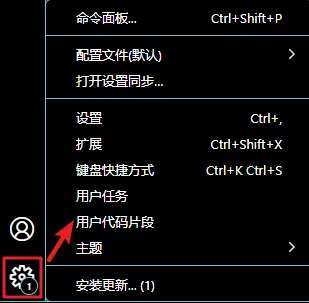 命令面板... Ctrl+Shift+P
配置文件(默认)
打开设置同步...
设置 Ctrl+,
扩展 Ctrl+Shift+X
键盘快捷方式 Ctrl+K Ctrl+S
用户任务
用户代码片段
主题
安装更新... (1)
1